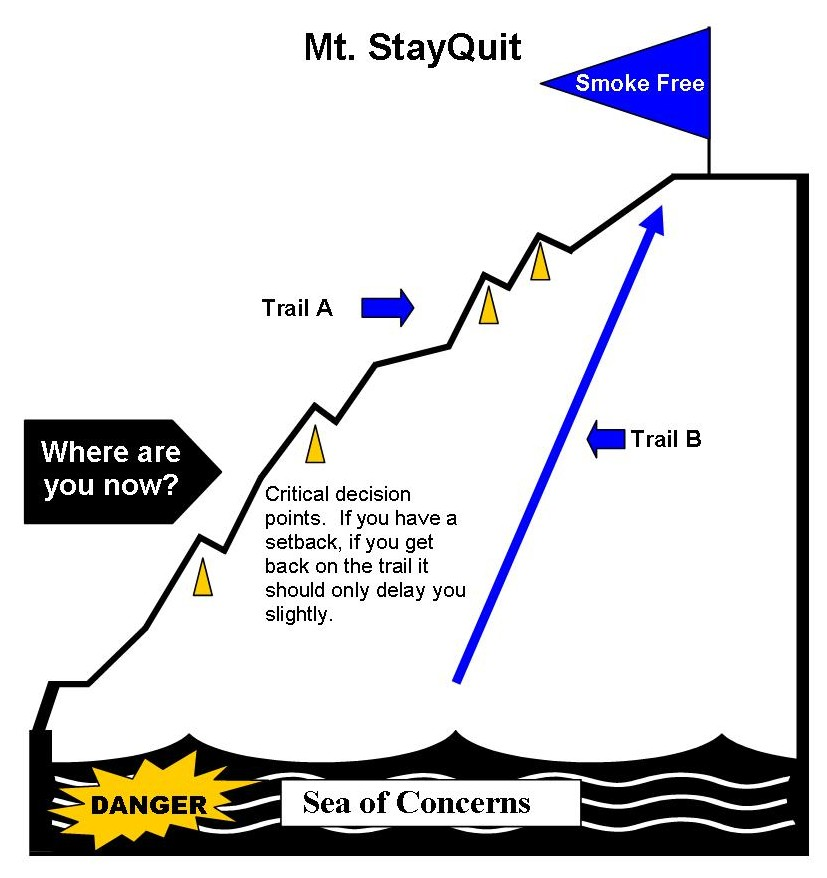 Mt. StayQuit
Smoke Free
Trail A
Trail B
Where are
you now?
Critical decision
points.  If you have a
setback, if you get
back on the trail it
should only delay you
slightly.
DANGER
Sea of Concerns